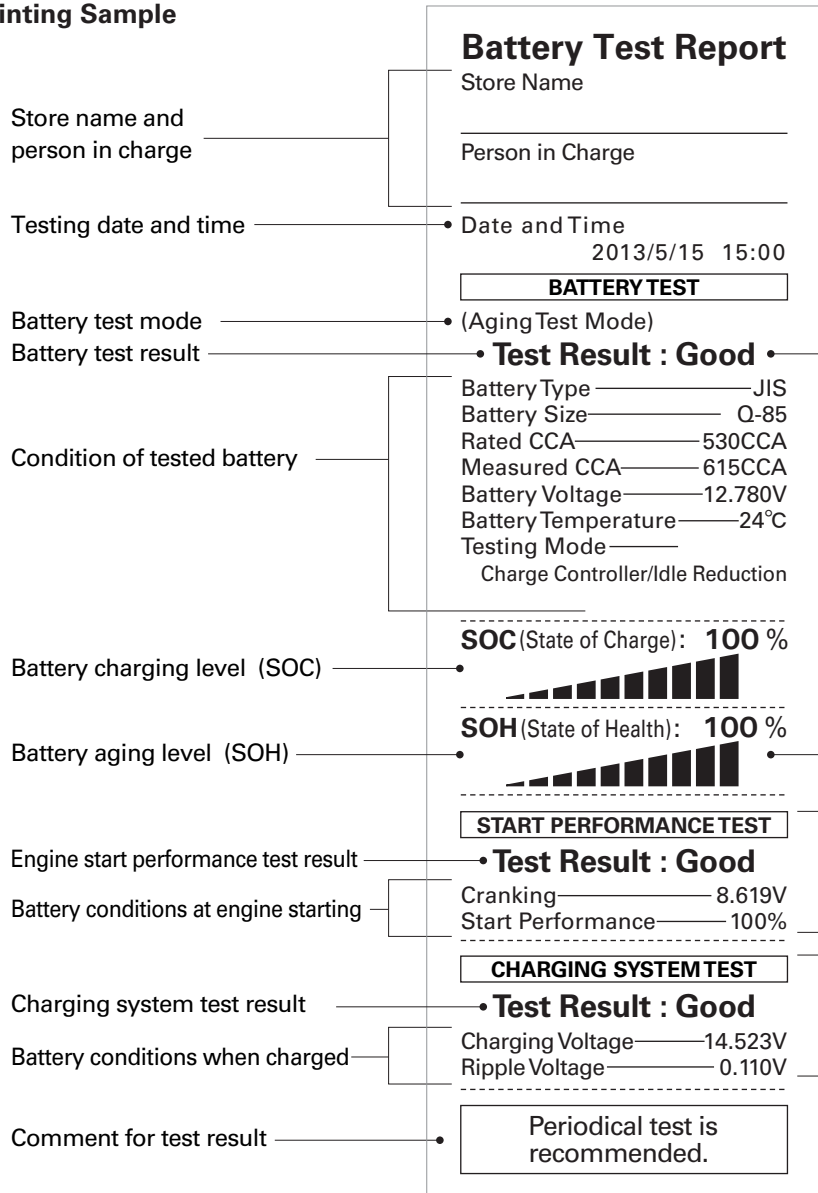 inting Sample
Battery Test Report
Store Name
Store name and
person in charge
Person in Charge
Testing date and time
Date and Time
2013/5/15 15:00
BATTERY TEST
Battery test mode
(Aging Test Mode)
Battery test result
Test Result : Good
Battery Type JIS
Battery Size Q-85
Rated CCA 530CCA
Condition of tested battery
Measured CCA 615CCA
Battery Voltage 12.780V
Battery Temperature 24℃
Testing Mode
Charge Controller/Idle Reduction
SOC (State of Charge): 100 %
Battery charging level (SOC)
SOH (State of Health): 100 %
Battery aging level (SOH)
START PERFORMANCE TEST
Engine start performance test result
Test Result : Good
Cranking 8.619V
Battery conditions at engine starting
Start Performance 100%
CHARGING SYSTEM TEST
Charging system test result
Test Result : Good
Charging Voltage 14.523V
Battery conditions when charged
Ripple Voltage 0.110V
Periodical test is
recommended.
Comment for test result